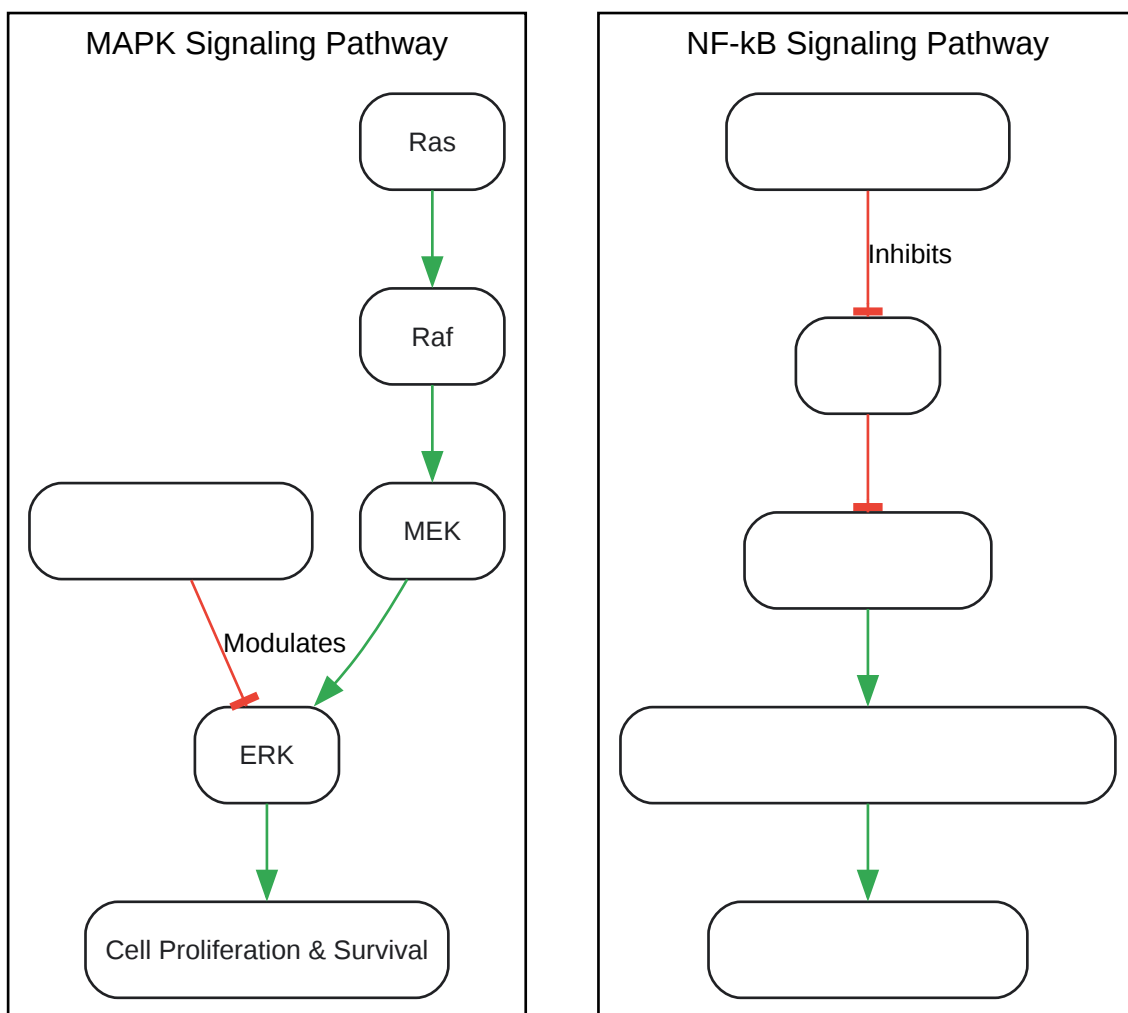 MAPK Signaling Pathway
Ras
Raf
MEK
Modulates
ERK
Cell Proliferation & Survival
NF-kB Signaling Pathway
Inhibits